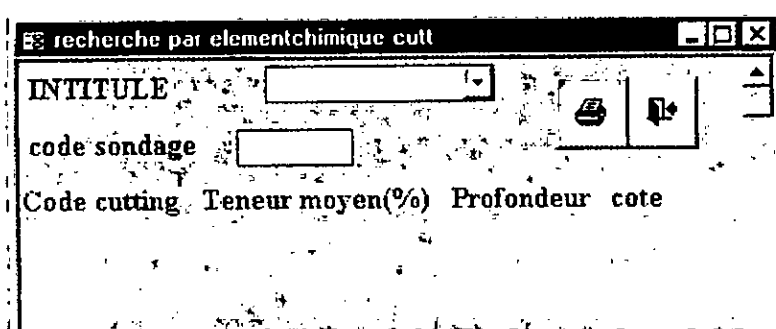 recherche par elementchimique cutt
INTITULE
code sondage
Code cutting Teneur moyen(%) Profondeur cote